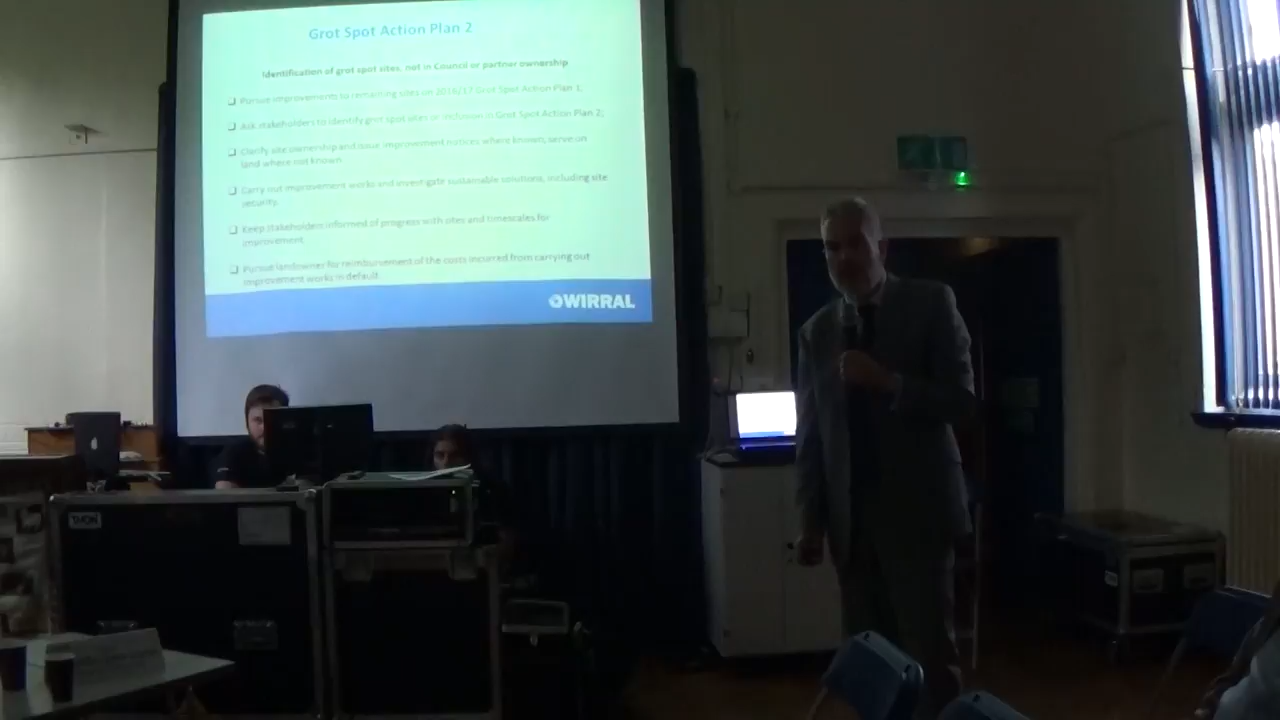 Grot Spot Action Plan 2
Identification of grot spot sites, not in Council or partner ownership
Pursue improvements to remaining sites on 2016/17 Grot Spot Action Plan 1;
Ask stakeholders to identify grot spot sites or inclusion in Grot Spot Action Plan 2;
Clarify site ownership and issue improvement notices where known, serve on
land where not known
Carry out improvement works and investigate sustainable solutions, including site
security.
Keep stakeholders informed of progress with sites and timescales for
improvement.
Pursue landowner for reimbursement of the costs incurred from carrying out
improvement works in default.
WIRRAL
THON